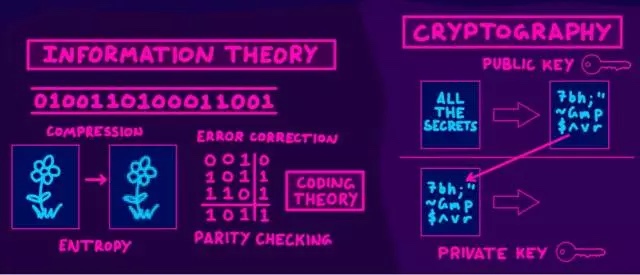 INFORMATION THEORY
0100110100011001
COMPRESSION
ENTROPY
ERROR CORRECTION
0 0 1 0
1 0 1 1
1 1 0 1
1 0 1 1
CODING
THEORY
PARITY CHECKING
CRYPTOGRAPHY
PUBLIC KEY
ALL
THE
SECRETS
7bh;"
~Gmp
$^vr
7bh;"
~Gmp
$^vr
PRIVATE KEY